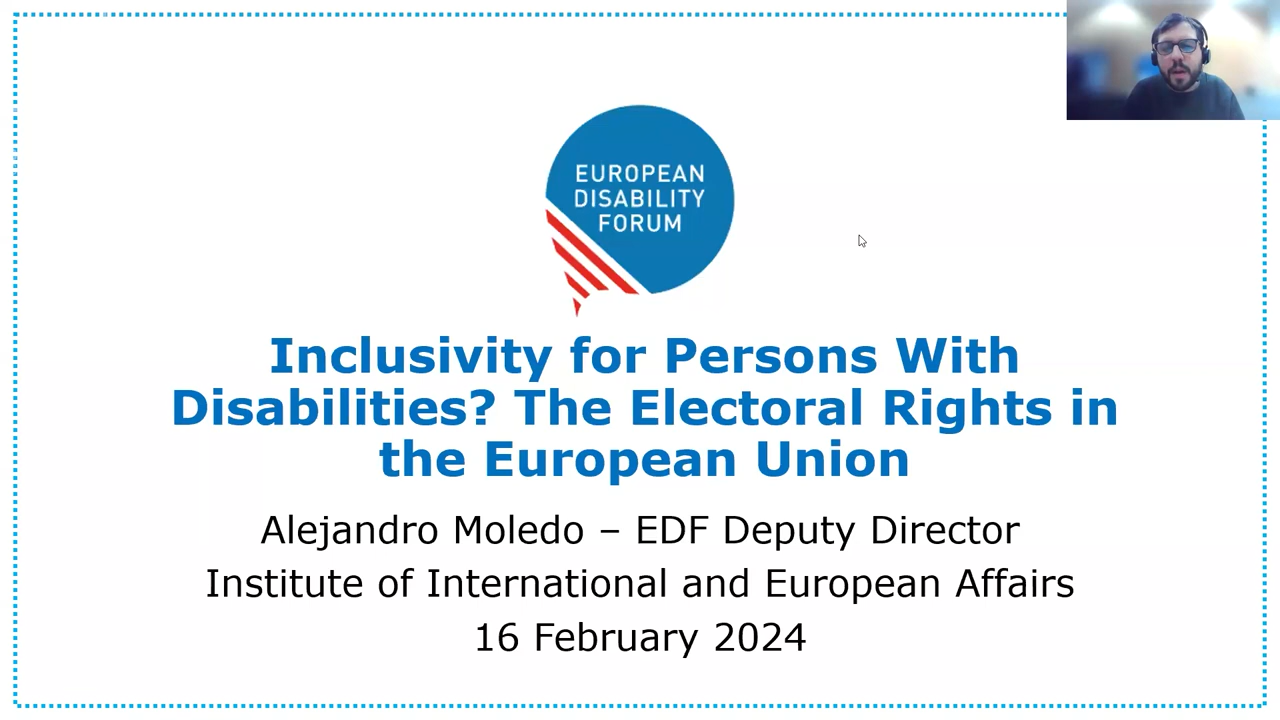 EUROPEAN
DISABILITY
FORUM
Inclusivity for Persons With
Disabilities? The Electoral Rights in
the European Union
Alejandro Moledo – EDF Deputy Director
Institute of International and European Affairs
16 February 2024